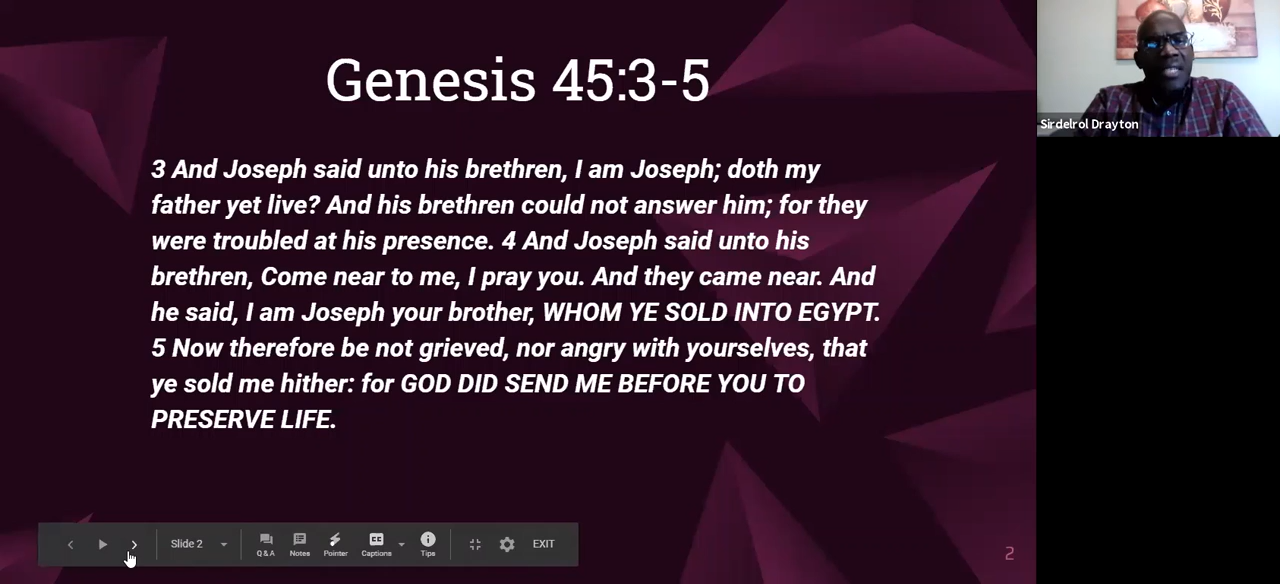 Genesis 45:3-5
3 And Joseph said unto his brethren, I am Joseph; doth my
father yet live? And his brethren could not answer him; for they
were troubled at his presence. 4 And Joseph said unto his
brethren, Come near to me, I pray you. And they came near. And
he said, I am Joseph your brother, WHOM YE SOLD INTO EGYPT.
5 Now therefore be not grieved, nor angry with yourselves, that
ye sold me hither: for GOD DID SEND ME BEFORE YOU TO
PRESERVE LIFE.
Sirdelrol Drayton
Slide 2
Q & A
Notes
Pointer
CC
Captions
Tips
EXIT
2